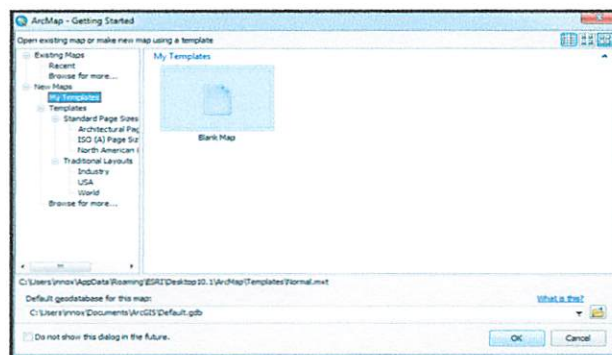 ArcMap - Getting Started
Open existing map or make new map using a template
Existing Maps
Recent
Browse for more...
New Maps
My Templates
Templates
Standard Page Sizes
Architectural Pag
ISO (A) Page Siz
North American
Traditional Layouts
Industry
USA
World
Browse for more...
My Templates
Blank Map
C:\Users\nnox\AppData\Roaming\ESRI\Desktop10.1\ArcMap\Templates\Normal.mxt
Default geodatabase for this map:
What is this?
C:\Users\nnox\Documents\ArcGIS\Default.gdb
Do not show this dialog in the future.
OK
Cancel